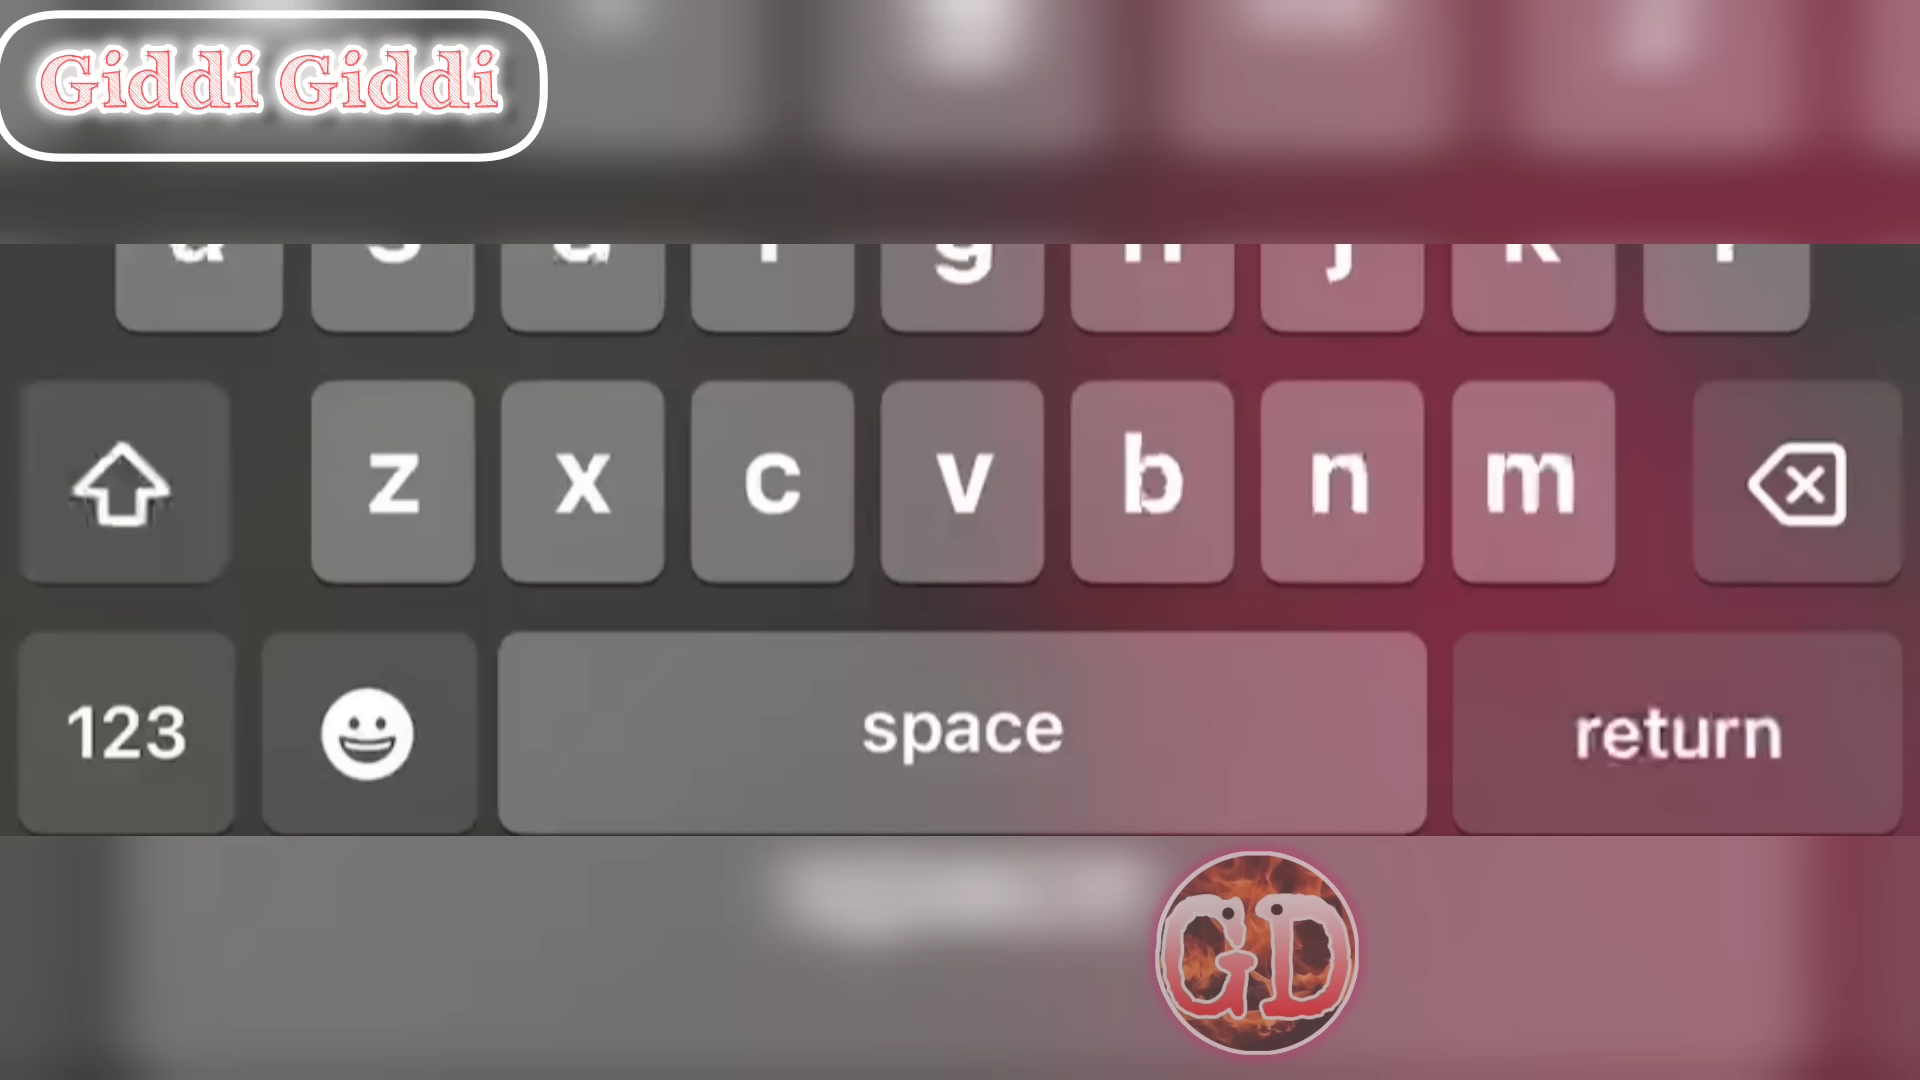 Giddi Giddi
a s d f g h j k l
z x c v b n m
123 space return
GD